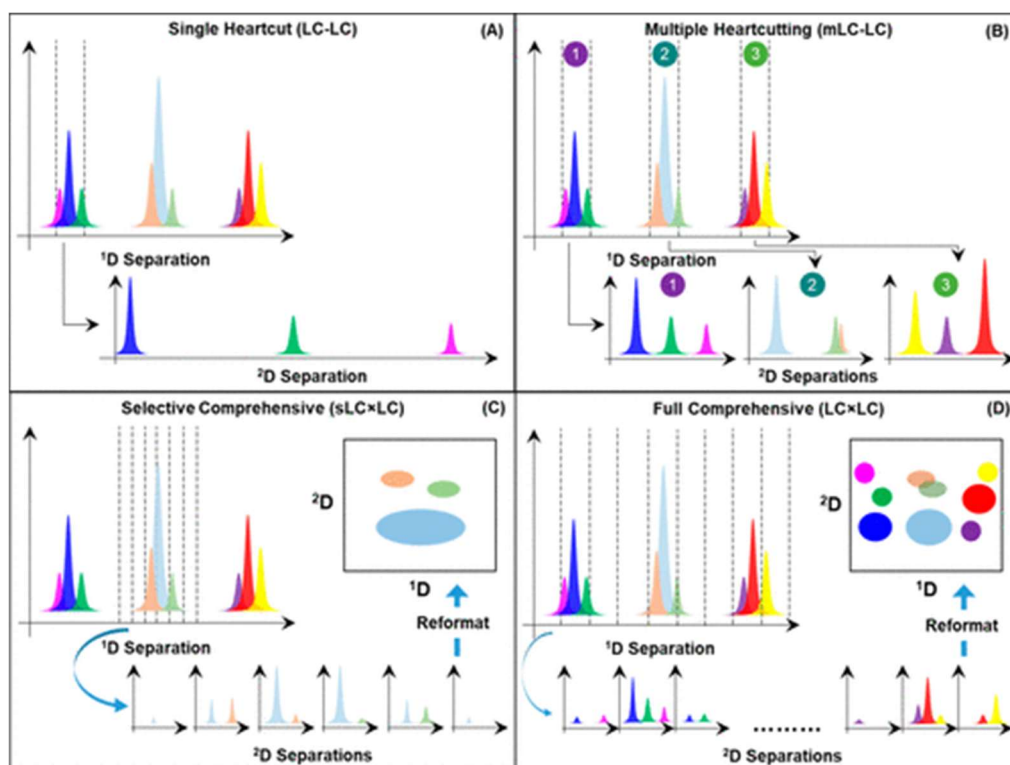 Single Heartcut (LC-LC)
(A)
¹D Separation
²D Separation
Multiple Heartcutting (mLC-LC)
(B)
1
2
3
¹D Separation
1
2
3
²D Separations
Selective Comprehensive (sLC×LC)
(C)
²D
¹D
Reformat
¹D Separation
²D Separations
Full Comprehensive (LC×LC)
(D)
²D
¹D
Reformat
¹D Separation
²D Separations